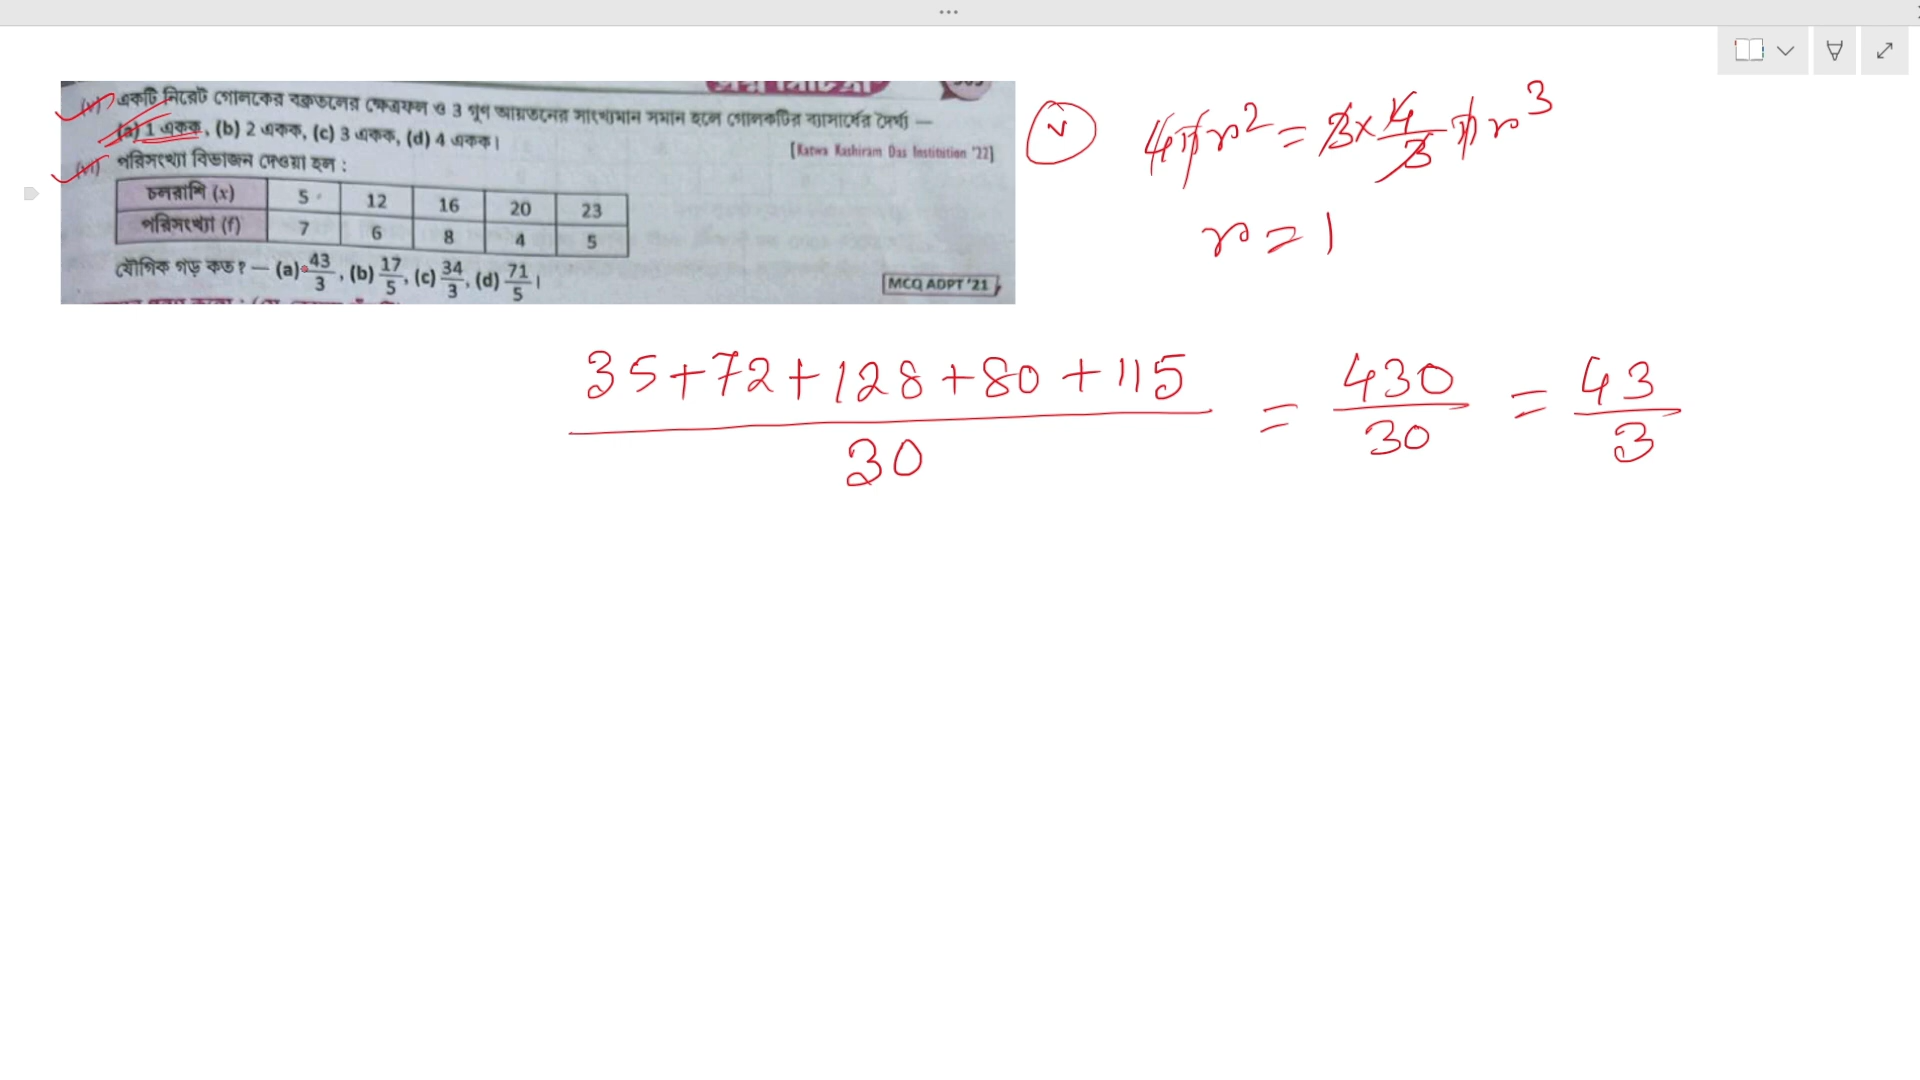 (v) একটি নিরেট গোলকের বক্রতলের ক্ষেত্রফল ও 3 গুণ আয়তনের সাংখ্যমান সমান হলে গোলকটির ব্যাসার্ধের দৈর্ঘ্য —
(a) 1 একক, (b) 2 একক, (c) 3 একক, (d) 4 একক।
[Katwa Kashiram Das Institution '22]
(vi) পরিসংখ্যা বিভাজন দেওয়া হল :
চলরাশি (x) 5 12 16 20 23
পরিসংখ্যা (f) 7 6 8 4 5
যৌগিক গড় কত? — (a) 43/3, (b) 17/5, (c) 34/3, (d) 71/5।
MCQ ADPT '21
v 4πr² = 3 × 4/3 πr³
r = 1
35+72+128+80+115 / 30 = 430/30 = 43/3